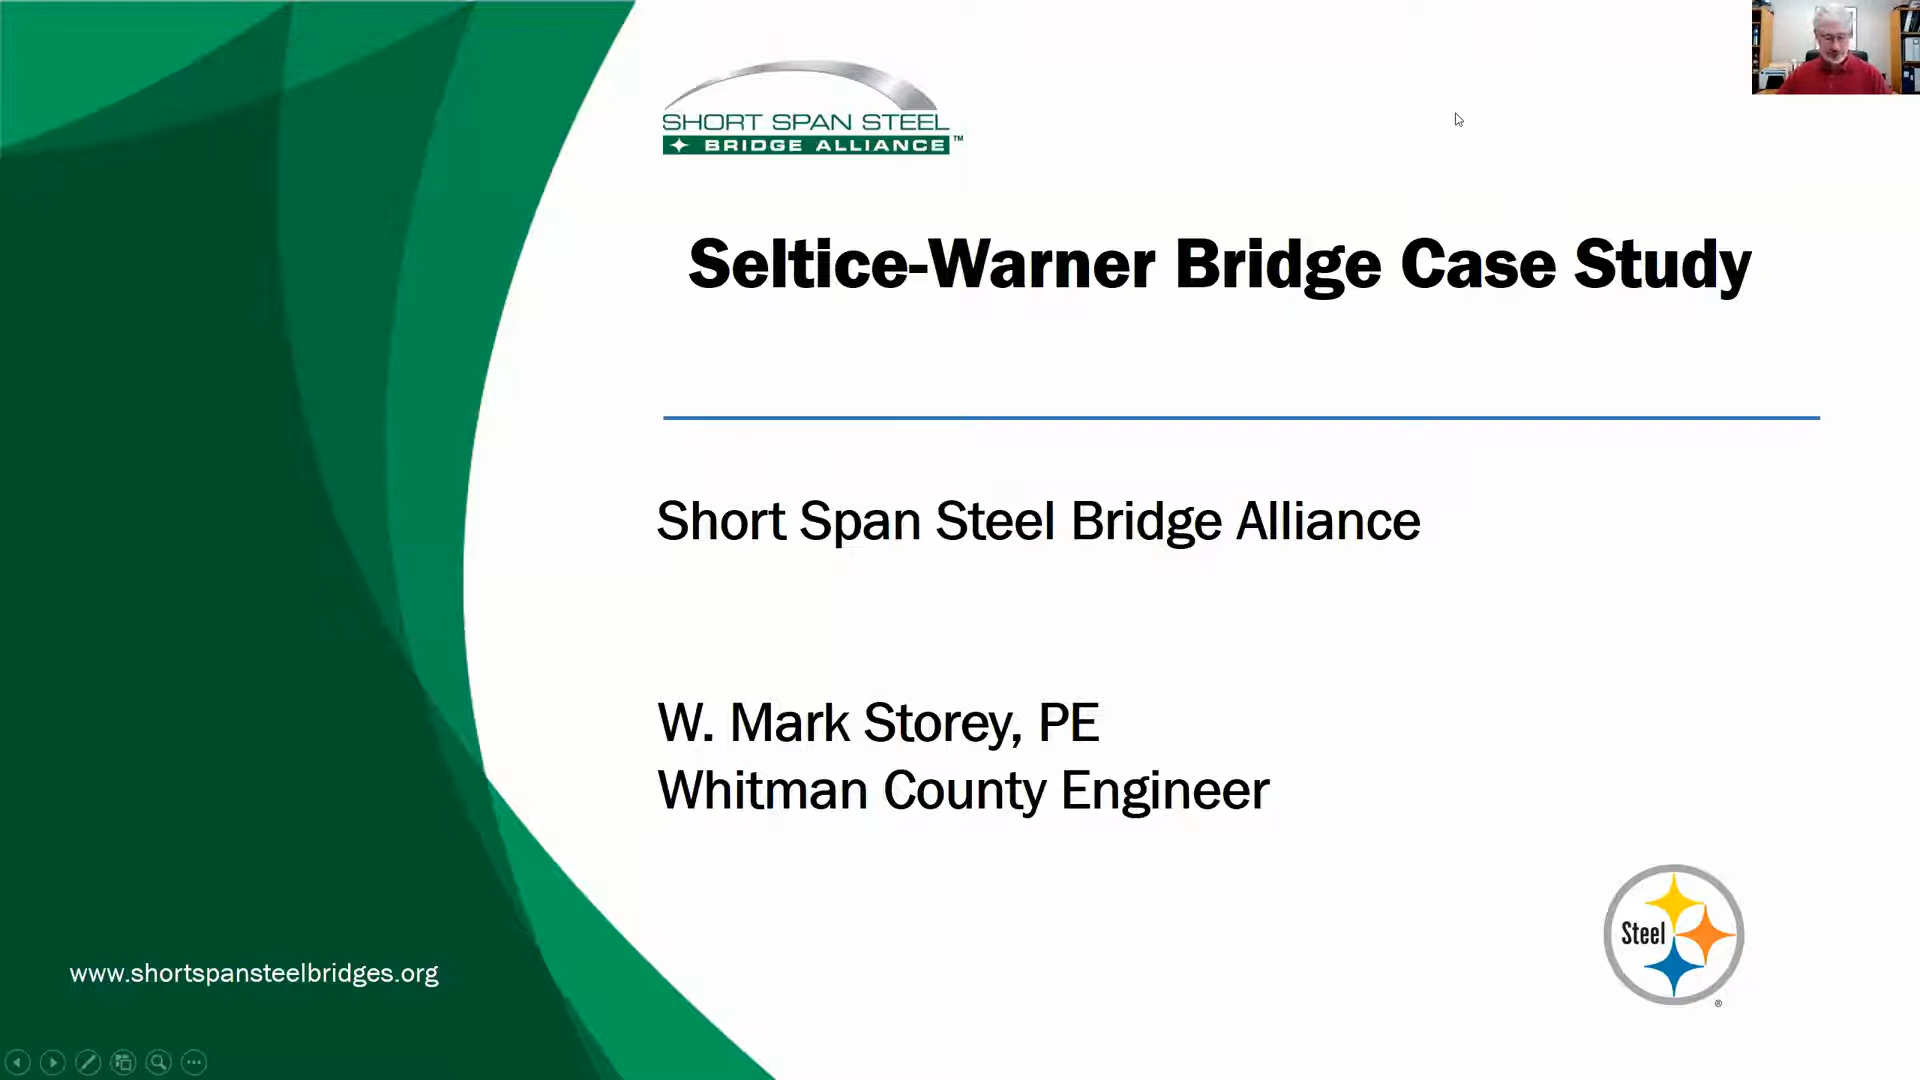 SHORT SPAN STEEL
BRIDGE ALLIANCE™
Seltice-Warner Bridge Case Study
Short Span Steel Bridge Alliance
W. Mark Storey, PE
Whitman County Engineer
Steel
®
www.shortspansteelbridges.org